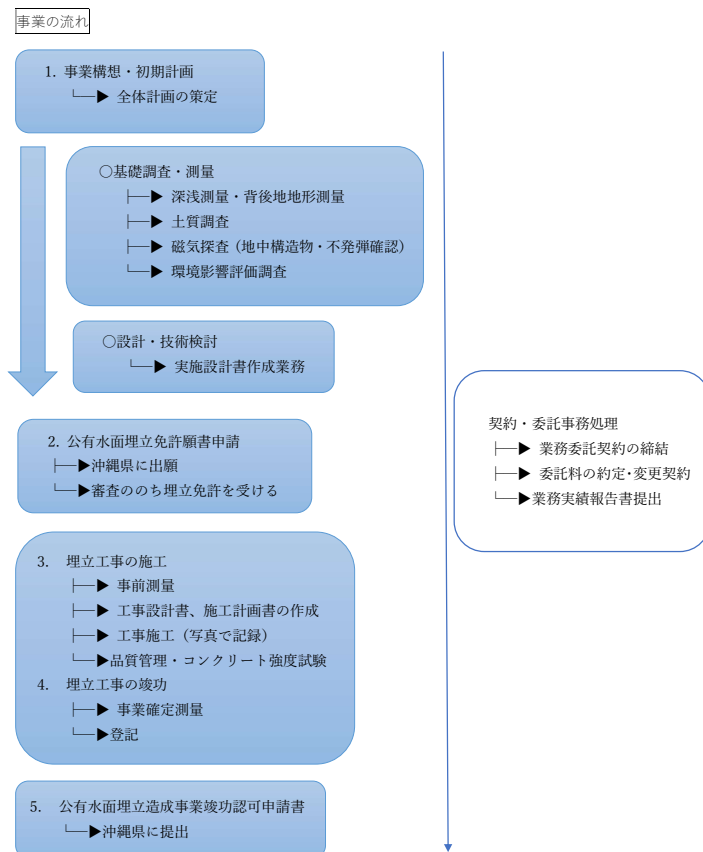 事業の流れ
1. 事業構想・初期計画
└─▶ 全体計画の策定
〇基礎調査・測量
├─▶ 深浅測量・背後地地形測量
├─▶ 土質調査
├─▶ 磁気探査（地中構造物・不発弾確認）
└─▶ 環境影響評価調査
〇設計・技術検討
└─▶ 実施設計書作成業務
2. 公有水面埋立免許願書申請
├─▶沖縄県に出願
└─▶審査ののち埋立免許を受ける
3. 埋立工事の施工
├─▶ 事前測量
├─▶ 工事設計書、施工計画書の作成
├─▶ 工事施工（写真で記録）
└─▶品質管理・コンクリート強度試験
4. 埋立工事の竣功
├─▶ 事業確定測量
└─▶登記
5. 公有水面埋立造成事業竣功認可申請書
└─▶沖縄県に提出
契約・委託事務処理
├─▶ 業務委託契約の締結
├─▶ 委託料の約定・変更契約
└─▶業務実績報告書提出